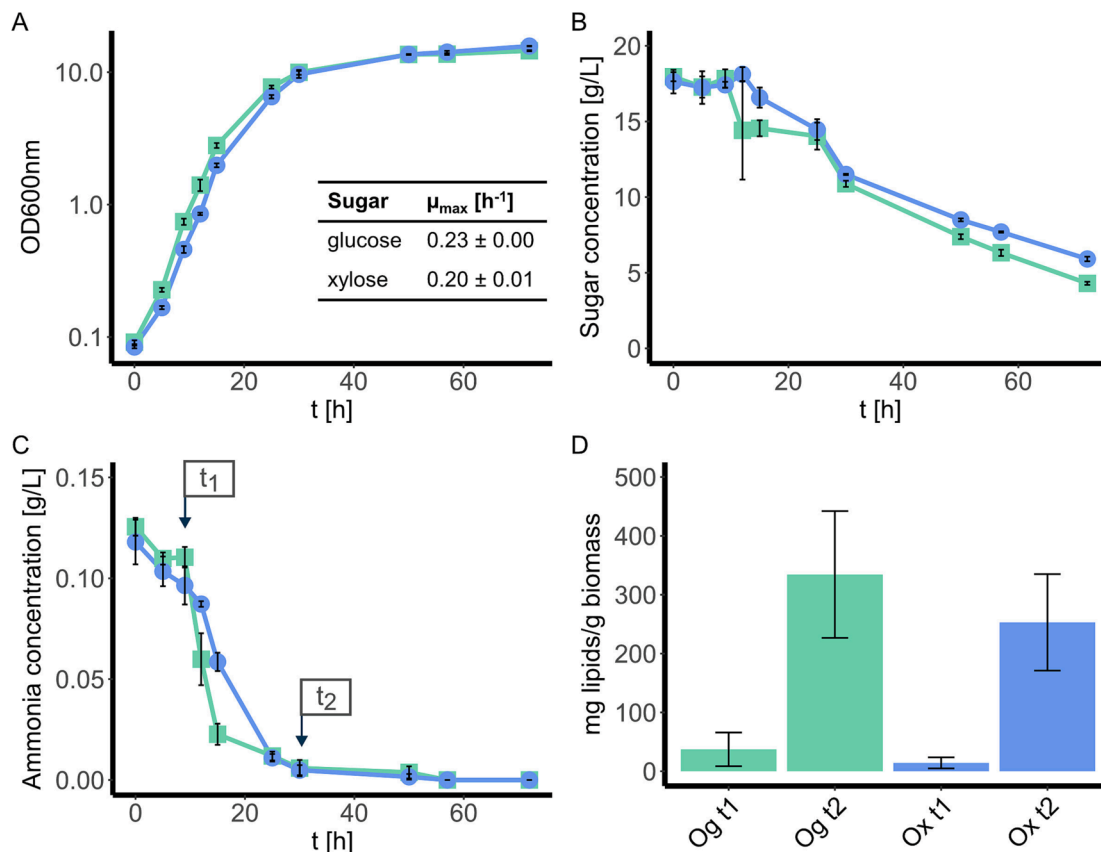 A
OD600nm
10.0
1.0
0.1
Sugar μmax [h-1]
glucose 0.23 ± 0.00
xylose 0.20 ± 0.01
0 20 40 60
t [h]
B
Sugar concentration [g/L]
20
15
10
5
0
0 20 40 60
t [h]
C
Ammonia concentration [g/L]
0.15
0.10
0.05
0.00
t1
t2
0 20 40 60
t [h]
D
mg lipids/g biomass
500
400
300
200
100
0
Og t1 Og t2 Ox t1 Ox t2